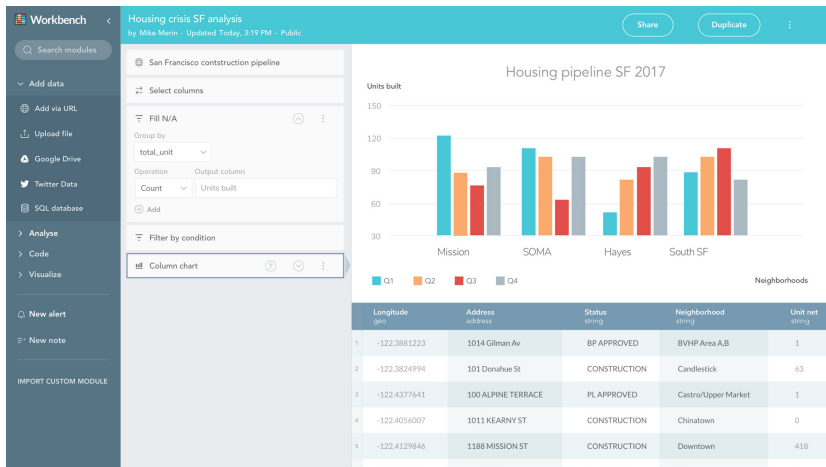 Workbench
Search modules
Add data
Add via URL
Upload file
Google Drive
Twitter Data
SQL database
Analyse
Code
Visualize
New alert
New note
IMPORT CUSTOM MODULE
Housing crisis SF analysis
by Mike Merin - Updated Today, 3:19 PM - Public
Share
Duplicate
San Francisco contstruction pipeline
Select columns
Fill N/A
Group by
total_unit
Operation Output column
Count Units built
Add
Filter by condition
Column chart ?
Housing pipeline SF 2017
Units built
150
120
90
60
30
Mission SOMA Hayes South SF
Q1 Q2 Q3 Q4
Neighborhoods
Longitude Address Status Neighborhood Unit net
geo address string string string
1 -122.3881223 1014 Gilman Av BP APPROVED BVHP Area A,B 1
2 -122.3824994 101 Donahue St CONSTRUCTION Candlestick 63
3 -122.4377641 100 ALPINE TERRACE PL APPROVED Castro/Upper Market 1
4 -122.4056007 1011 KEARNY ST CONSTRUCTION Chinatown 0
5 -122.4129846 1188 MISSION ST CONSTRUCTION Downtown 418